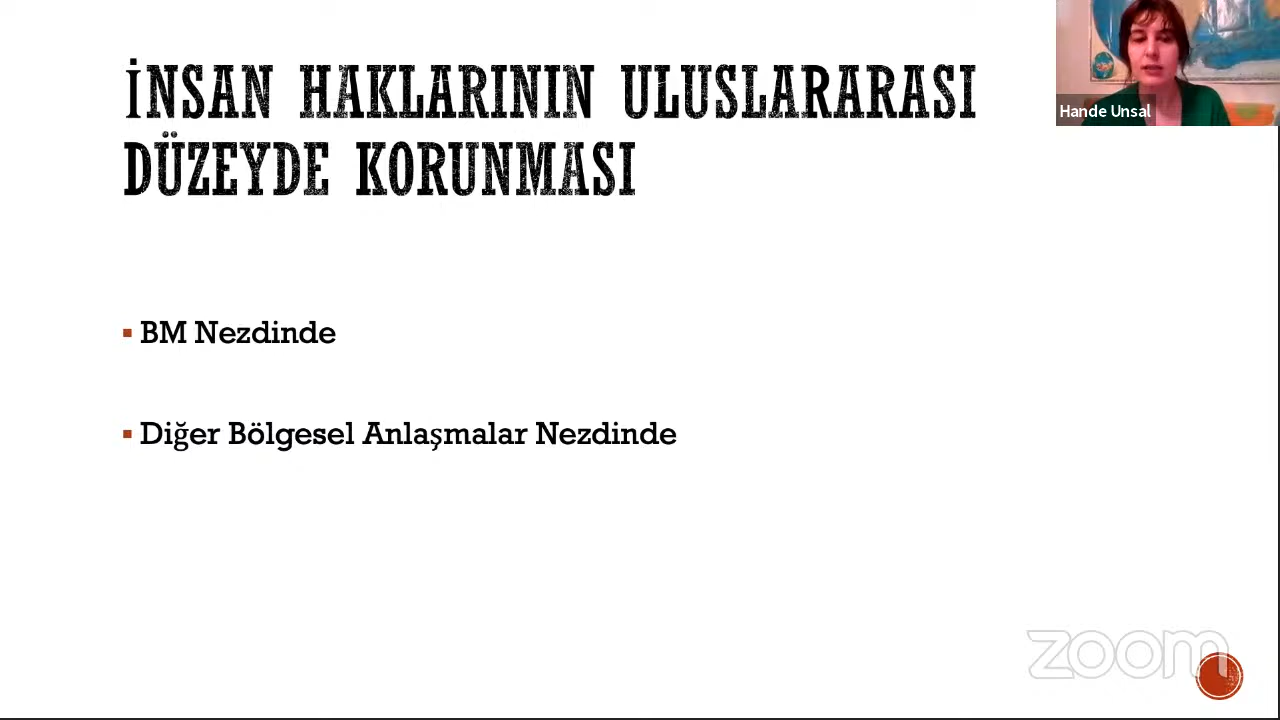 İNSAN HAKLARININ ULUSLARARASI
DÜZEYDE KORUNMASI
Hande Unsal
▪ BM Nezdinde
▪ Diğer Bölgesel Anlaşmalar Nezdinde
zoom